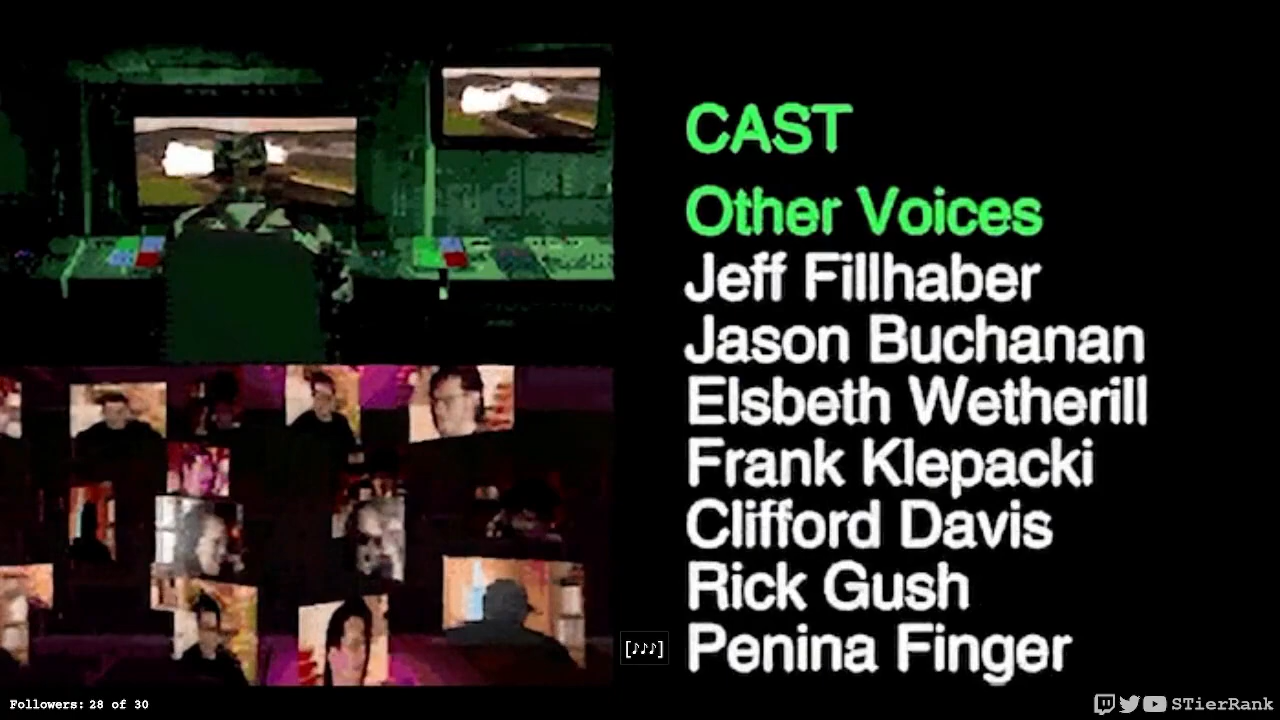 CAST
Other Voices
Jeff Fillhaber
Jason Buchanan
Elsbeth Wetherill
Frank Klepacki
Clifford Davis
Rick Gush
Penina Finger
[♪♪♪]
Followers: 28 of 30
STierRank